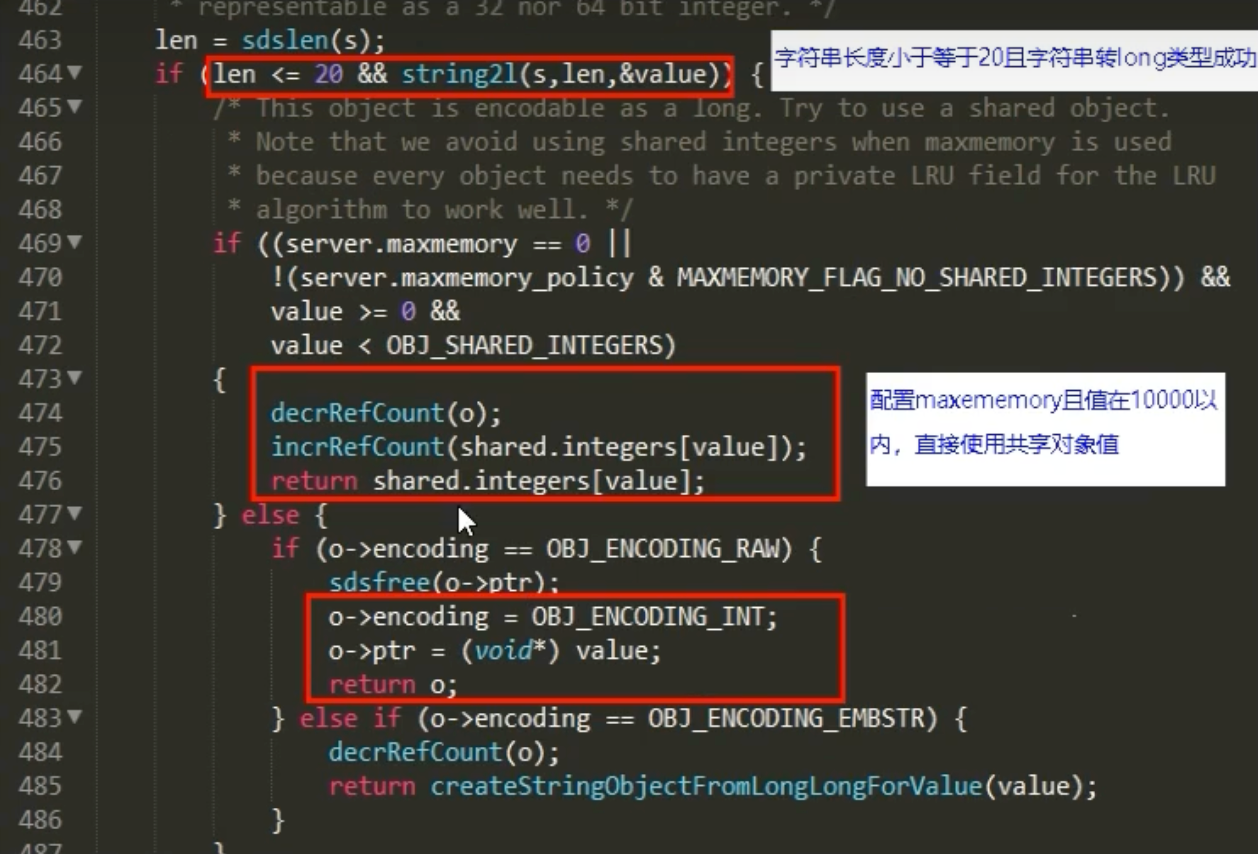 462 * representable as a 32 nor 64 bit integer. */
463 len = sdslen(s);
464 if (len <= 20 && string2l(s,len,&value)) { 字符串长度小于等于20且字符串转long类型成功
465 /* This object is encodable as a long. Try to use a shared object.
466 * Note that we avoid using shared integers when maxmemory is used
467 * because every object needs to have a private LRU field for the LRU
468 * algorithm to work well. */
469 if ((server.maxmemory == 0 ||
470 !(server.maxmemory_policy & MAXMEMORY_FLAG_NO_SHARED_INTEGERS)) &&
471 value >= 0 &&
472 value < OBJ_SHARED_INTEGERS)
473 {
474 decrRefCount(o);
475 incrRefCount(shared.integers[value]);
476 return shared.integers[value];
配置maxememory且值在10000以
内，直接使用共享对象值
477 } else {
478 if (o->encoding == OBJ_ENCODING_RAW) {
479 sdsfree(o->ptr);
480 o->encoding = OBJ_ENCODING_INT;
481 o->ptr = (void*) value;
482 return o;
483 } else if (o->encoding == OBJ_ENCODING_EMBSTR) {
484 decrRefCount(o);
485 return createStringObjectFromLongLongForValue(value);
486 }
487 }